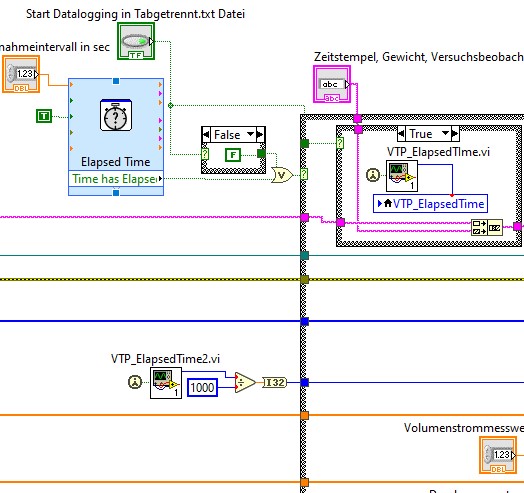 Start Datalogging in Tabgetrennt.txt Datei
nahmeintervall in sec
TF
1.23
DBL
Zeitstempel, Gewicht, Versuchsbeobach
abc
abc
T
Elapsed Time
Time has Elapse
False
F
V
True
VTP_ElapsedTIme.vi
1
VTP_ElapsedTime
VTP_ElapsedTime2.vi
1
1000
÷
I32
Volumenstrommesswe
1.23
DBL